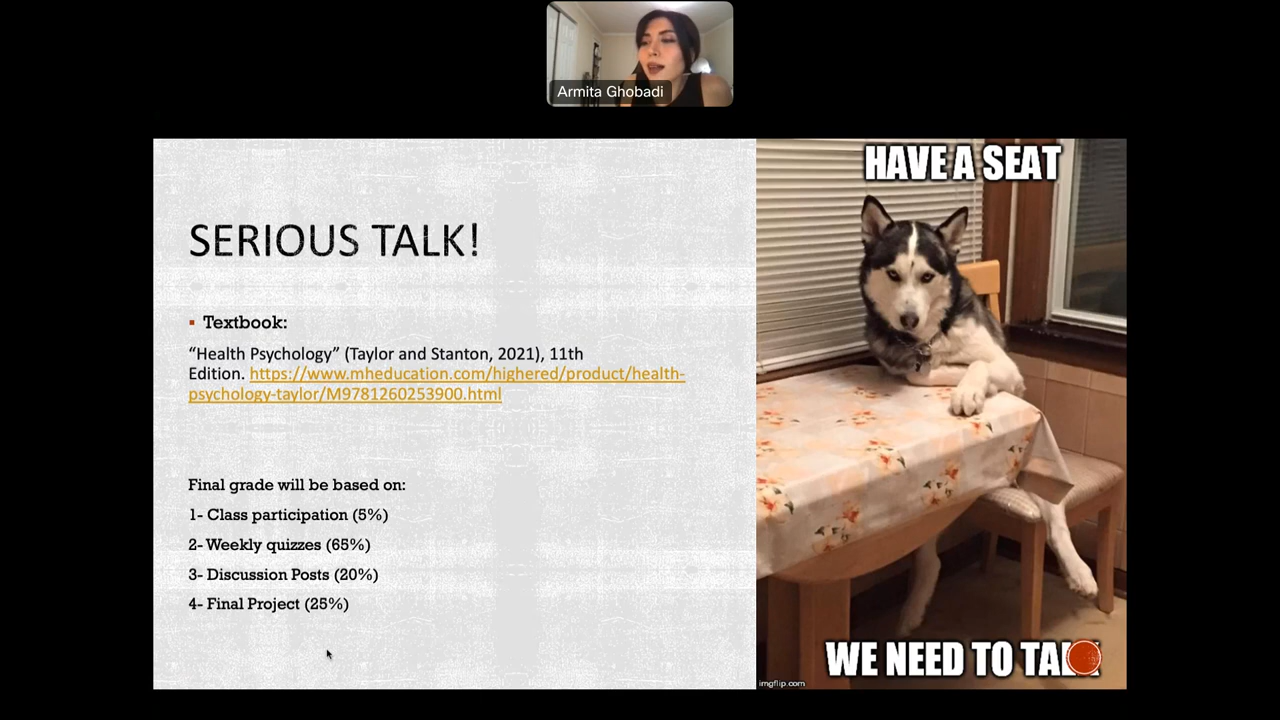 Armita Ghobadi
SERIOUS TALK!
▪ Textbook:
“Health Psychology” (Taylor and Stanton, 2021), 11th
Edition. https://www.mheducation.com/highered/product/health-
psychology-taylor/M9781260253900.html
Final grade will be based on:
1- Class participation (5%)
2- Weekly quizzes (65%)
3- Discussion Posts (20%)
4- Final Project (25%)
HAVE A SEAT
WE NEED TO TALK
imgflip.com